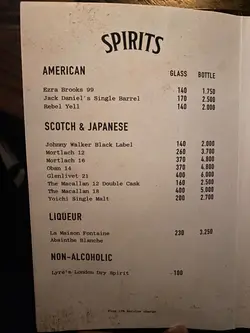 SPIRITS
AMERICAN GLASS BOTTLE
Ezra Brooks 99 140 1.750
Jack Daniel's Single Barrel 170 2.500
Rebel Yell 140 2.000
SCOTCH & JAPANESE
Johnny Walker Black Label 140 2.000
Mortlach 12 260 3.700
Mortlach 16 370 4.800
Oban 14 370 4.800
Glenlivet 21 400 6.000
The Macallan 12 Double Cask 160 2.500
The Macallan 18 400 5.000
Yoichi Single Malt 200 2.700
LIQUEUR
La Maison Fontaine 230 3.250
Absinthe Blanche
NON-ALCOHOLIC
Lyre's London Dry Spirit 100